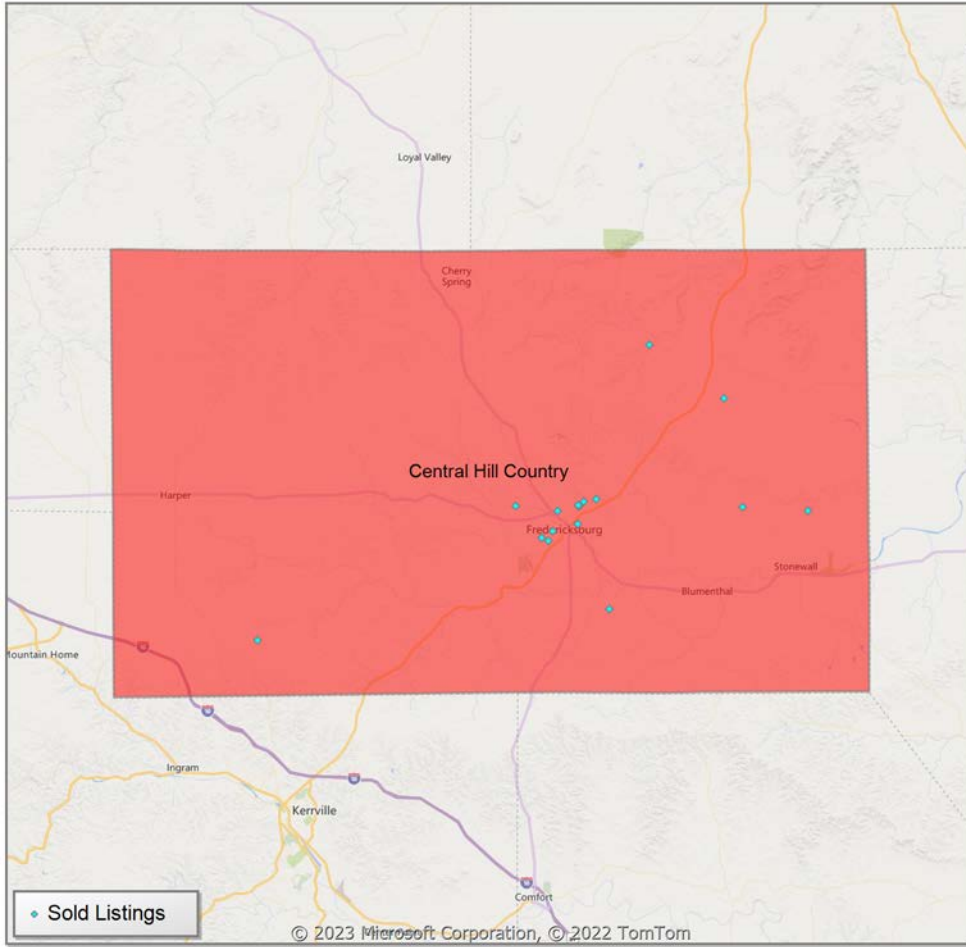 Loyal Valley
Cherry
Spring
Central Hill Country
Harper
Fredericksburg
Stonewall
Blumenthal
Mountain Home
Ingram
Kerrville
Comfort
Sold Listings
© 2023 Microsoft Corporation, © 2022 TomTom